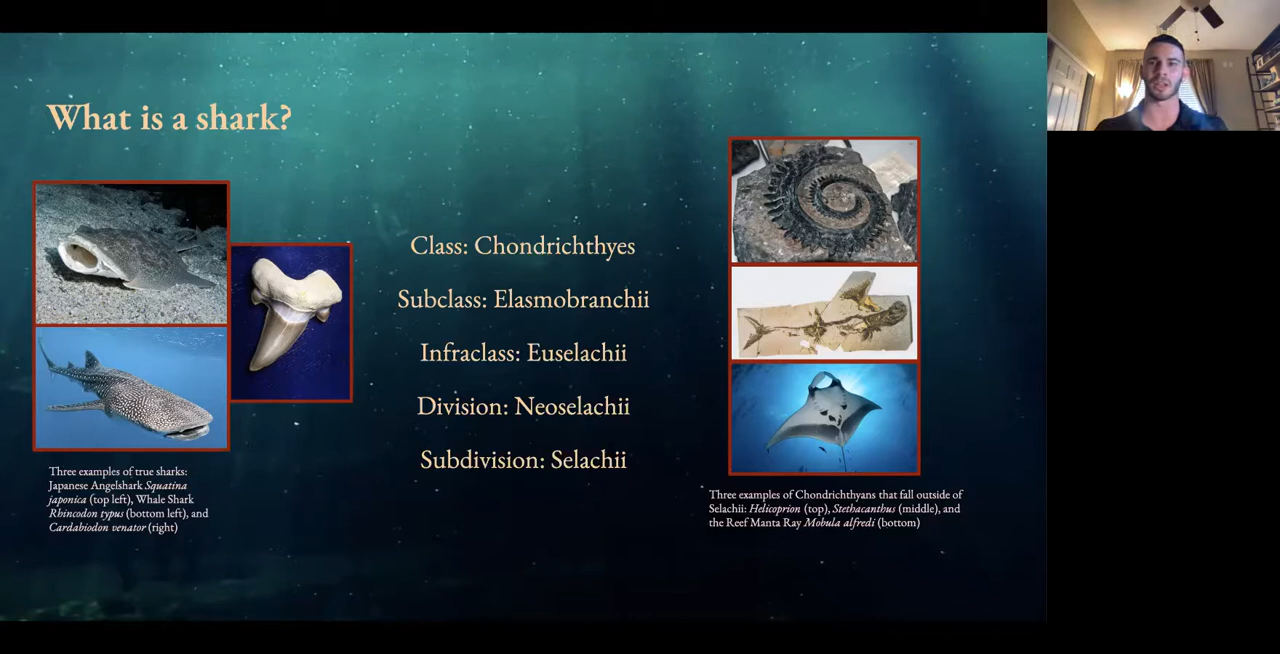 What is a shark?
Class: Chondrichthyes
Subclass: Elasmobranchii
Infraclass: Euselachii
Division: Neoselachii
Subdivision: Selachii
Three examples of true sharks:
Japanese Angelshark Squatina
japonica (top left), Whale Shark
Rhincodon typus (bottom left), and
Cardabiodon venator (right)
Three examples of Chondrichthyans that fall outside of
Selachii: Helicoprion (top), Stethacanthus (middle), and
the Reef Manta Ray Mobula alfredi (bottom)